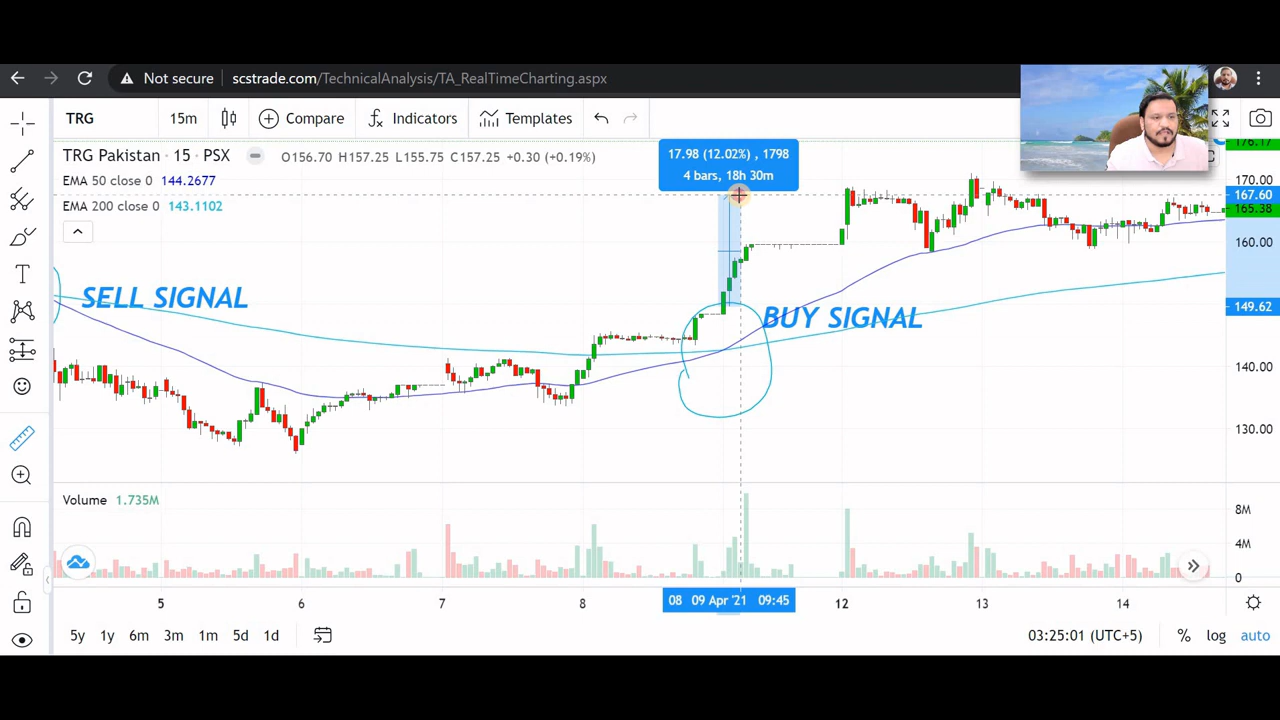 Not secure scstrade.com/TechnicalAnalysis/TA_RealTimeCharting.aspx
TRG 15m Compare Indicators Templates
TRG Pakistan · 15 · PSX O156.70 H157.25 L155.75 C157.25 +0.30 (+0.19%)
EMA 50 close 0 144.2677
EMA 200 close 0 143.1102
17.98 (12.02%) , 1798
4 bars, 18h 30m
176.17
170.00
167.60
165.38
160.00
149.62
140.00
130.00
SELL SIGNAL
BUY SIGNAL
Volume 1.735M
8M
4M
0
5 6 7 8 08 09 Apr '21 09:45 12 13 14
5y 1y 6m 3m 1m 5d 1d 03:25:01 (UTC+5) % log auto